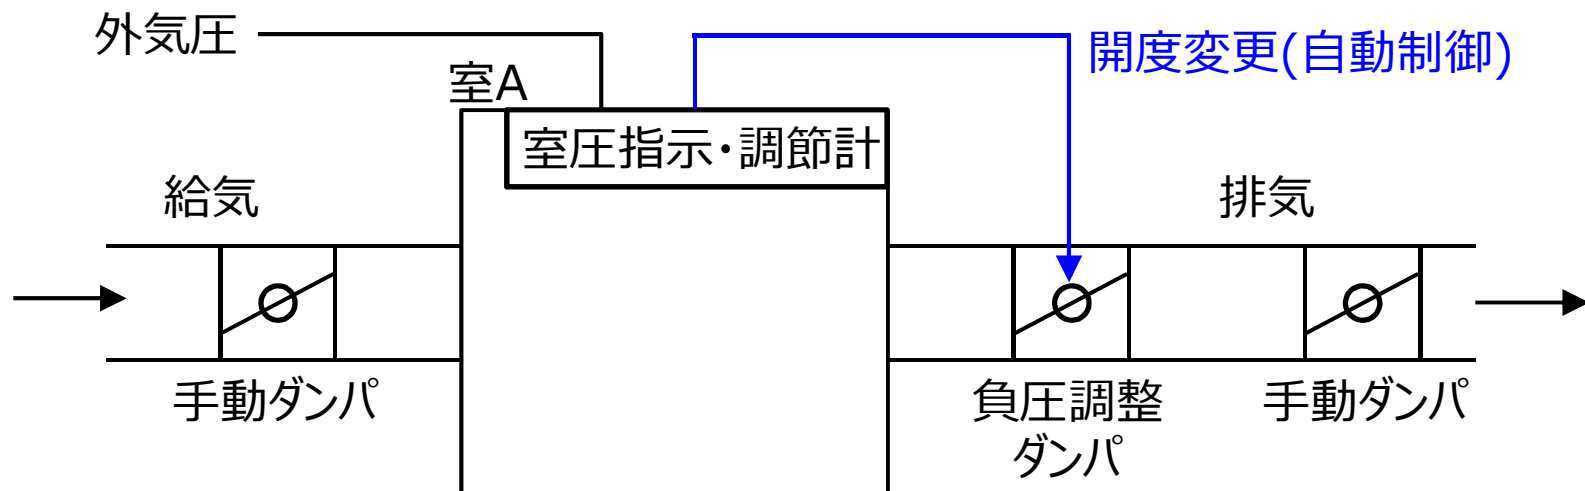 外気圧
開度変更(自動制御)
室A
室圧指示・調節計
給気
排気
手動ダンパ
負圧調整
ダンパ
手動ダンパ